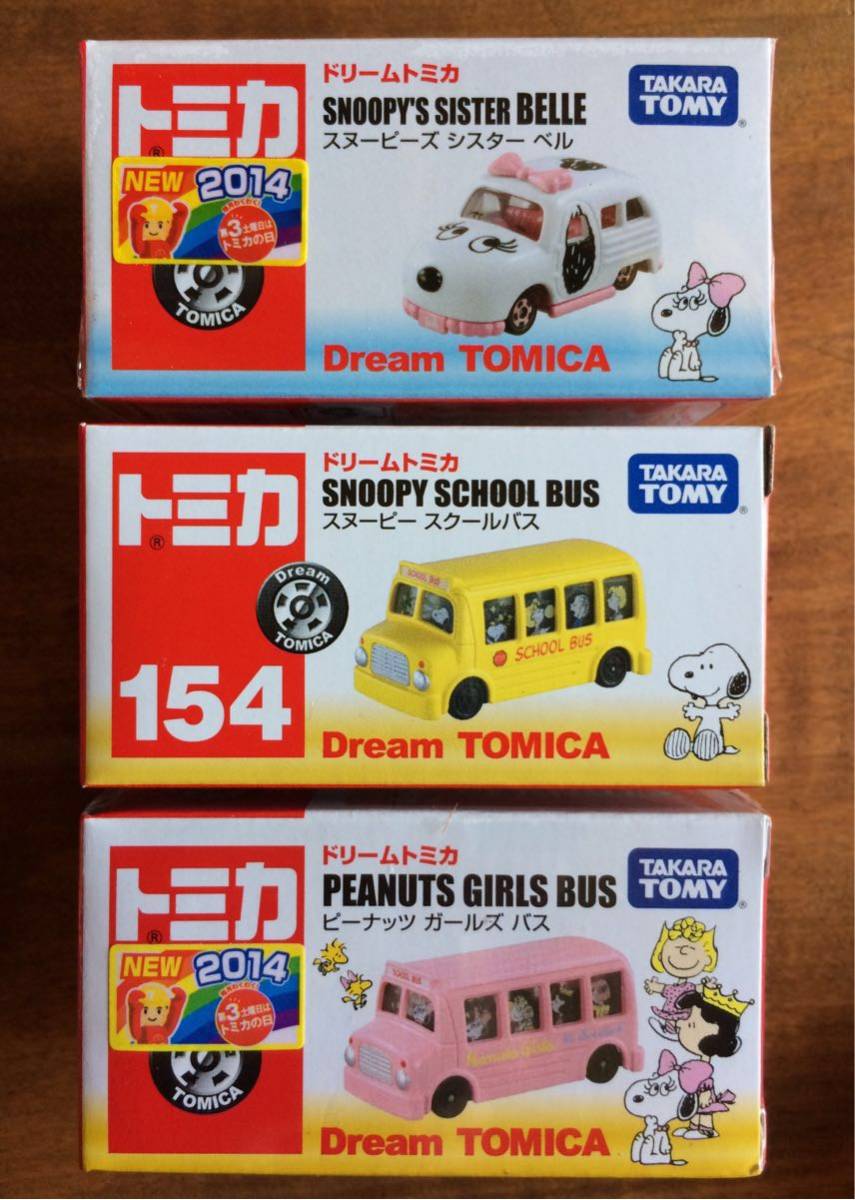 トミカ
®
NEW 2014
第3土曜日は
トミカの日
TOMICA
ドリームトミカ
SNOOPY'S SISTER BELLE
スヌーピーズ シスター ベル
TAKARA
TOMY
®
Dream TOMICA
トミカ
®
Dream
TOMICA
154
ドリームトミカ
SNOOPY SCHOOL BUS
スヌーピー スクールバス
TAKARA
TOMY
®
SCHOOL BUS
SCHOOL BUS
Dream TOMICA
トミカ
®
NEW 2014
第3土曜日は
トミカの日
TOMICA
ドリームトミカ
PEANUTS GIRLS BUS
ピーナッツ ガールズ バス
TAKARA
TOMY
®
SCHOOL BUS
Peanuts Girls
Dream TOMICA